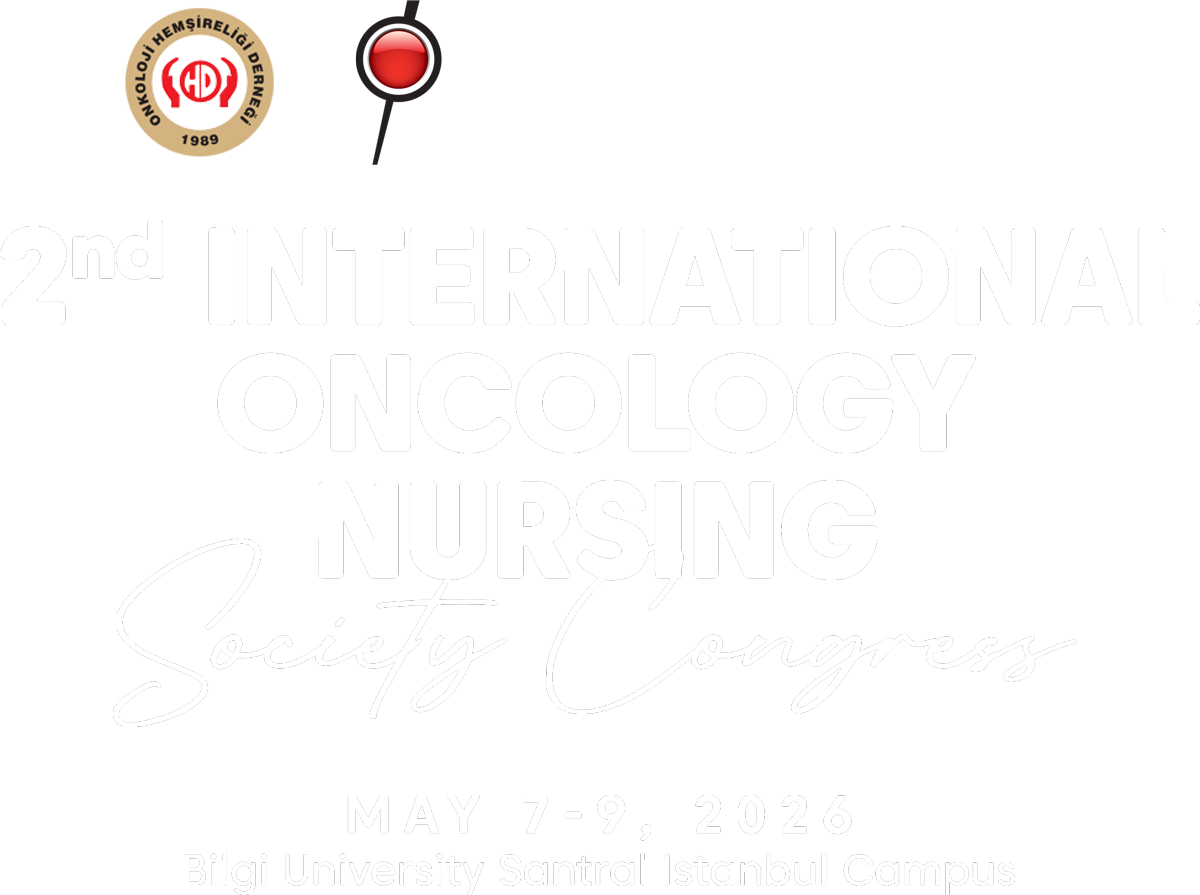 ONKOLOJİ HEMŞİRELİĞİ DERNEĞİ
HD
1989
2nd INTERNATIONAL
ONCOLOGY
NURSING
Society Congress
MAY 7-9, 2026
Bilgi University Santral Istanbul Campus